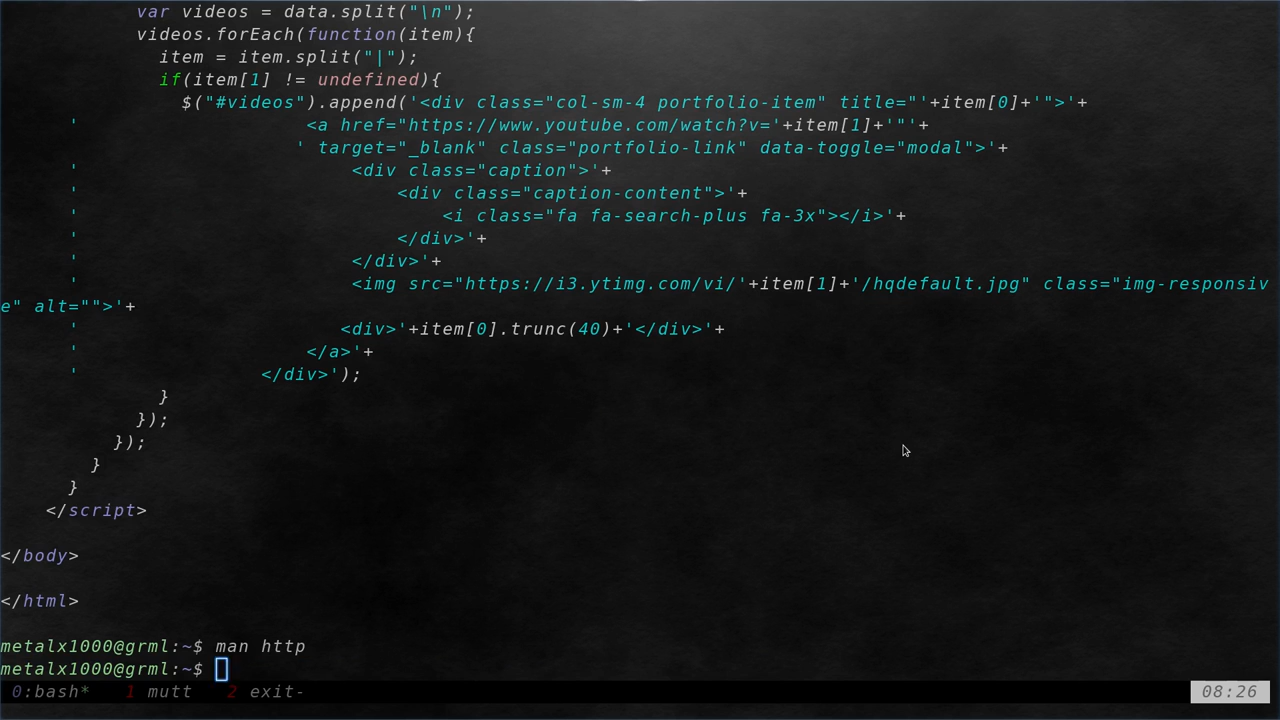 var videos = data.split("\n");
videos.forEach(function(item){
item = item.split("|");
if(item[1] != undefined){
$("#videos").append('<div class="col-sm-4 portfolio-item" title="'+item[0]+'">'+
' <a href="https://www.youtube.com/watch?v='+item[1]+'"'+
' target="_blank" class="portfolio-link" data-toggle="modal">'+
' <div class="caption">'+
' <div class="caption-content">'+
' <i class="fa fa-search-plus fa-3x"></i>'+
' </div>'+
' </div>'+
' <img src="https://i3.ytimg.com/vi/'+item[1]+'/hqdefault.jpg" class="img-responsiv
e" alt="">'+
' <div>'+item[0].trunc(40)+'</div>'+
' </a>'+
' </div>');
}
});
});
}
}
</script>
</body>
</html>
metalx1000@grml:~$ man http
metalx1000@grml:~$
0:bash* 1 mutt 2 exit- 08:26